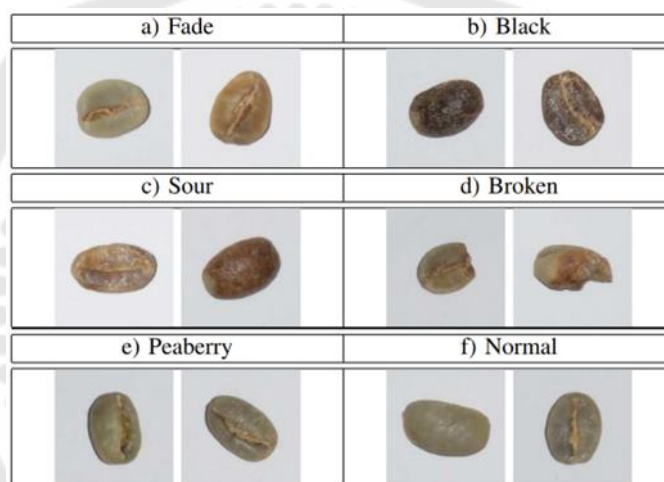 a) Fade
b) Black
c) Sour
d) Broken
e) Peaberry
f) Normal